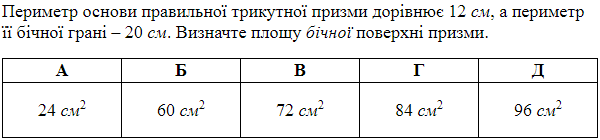 Периметр основи правильної трикутної призми дорівнює 12 см, а периметр
її бічної грані – 20 см. Визначте площу бічної поверхні призми.
А Б В Г Д
24 см² 60 см² 72 см² 84 см² 96 см²